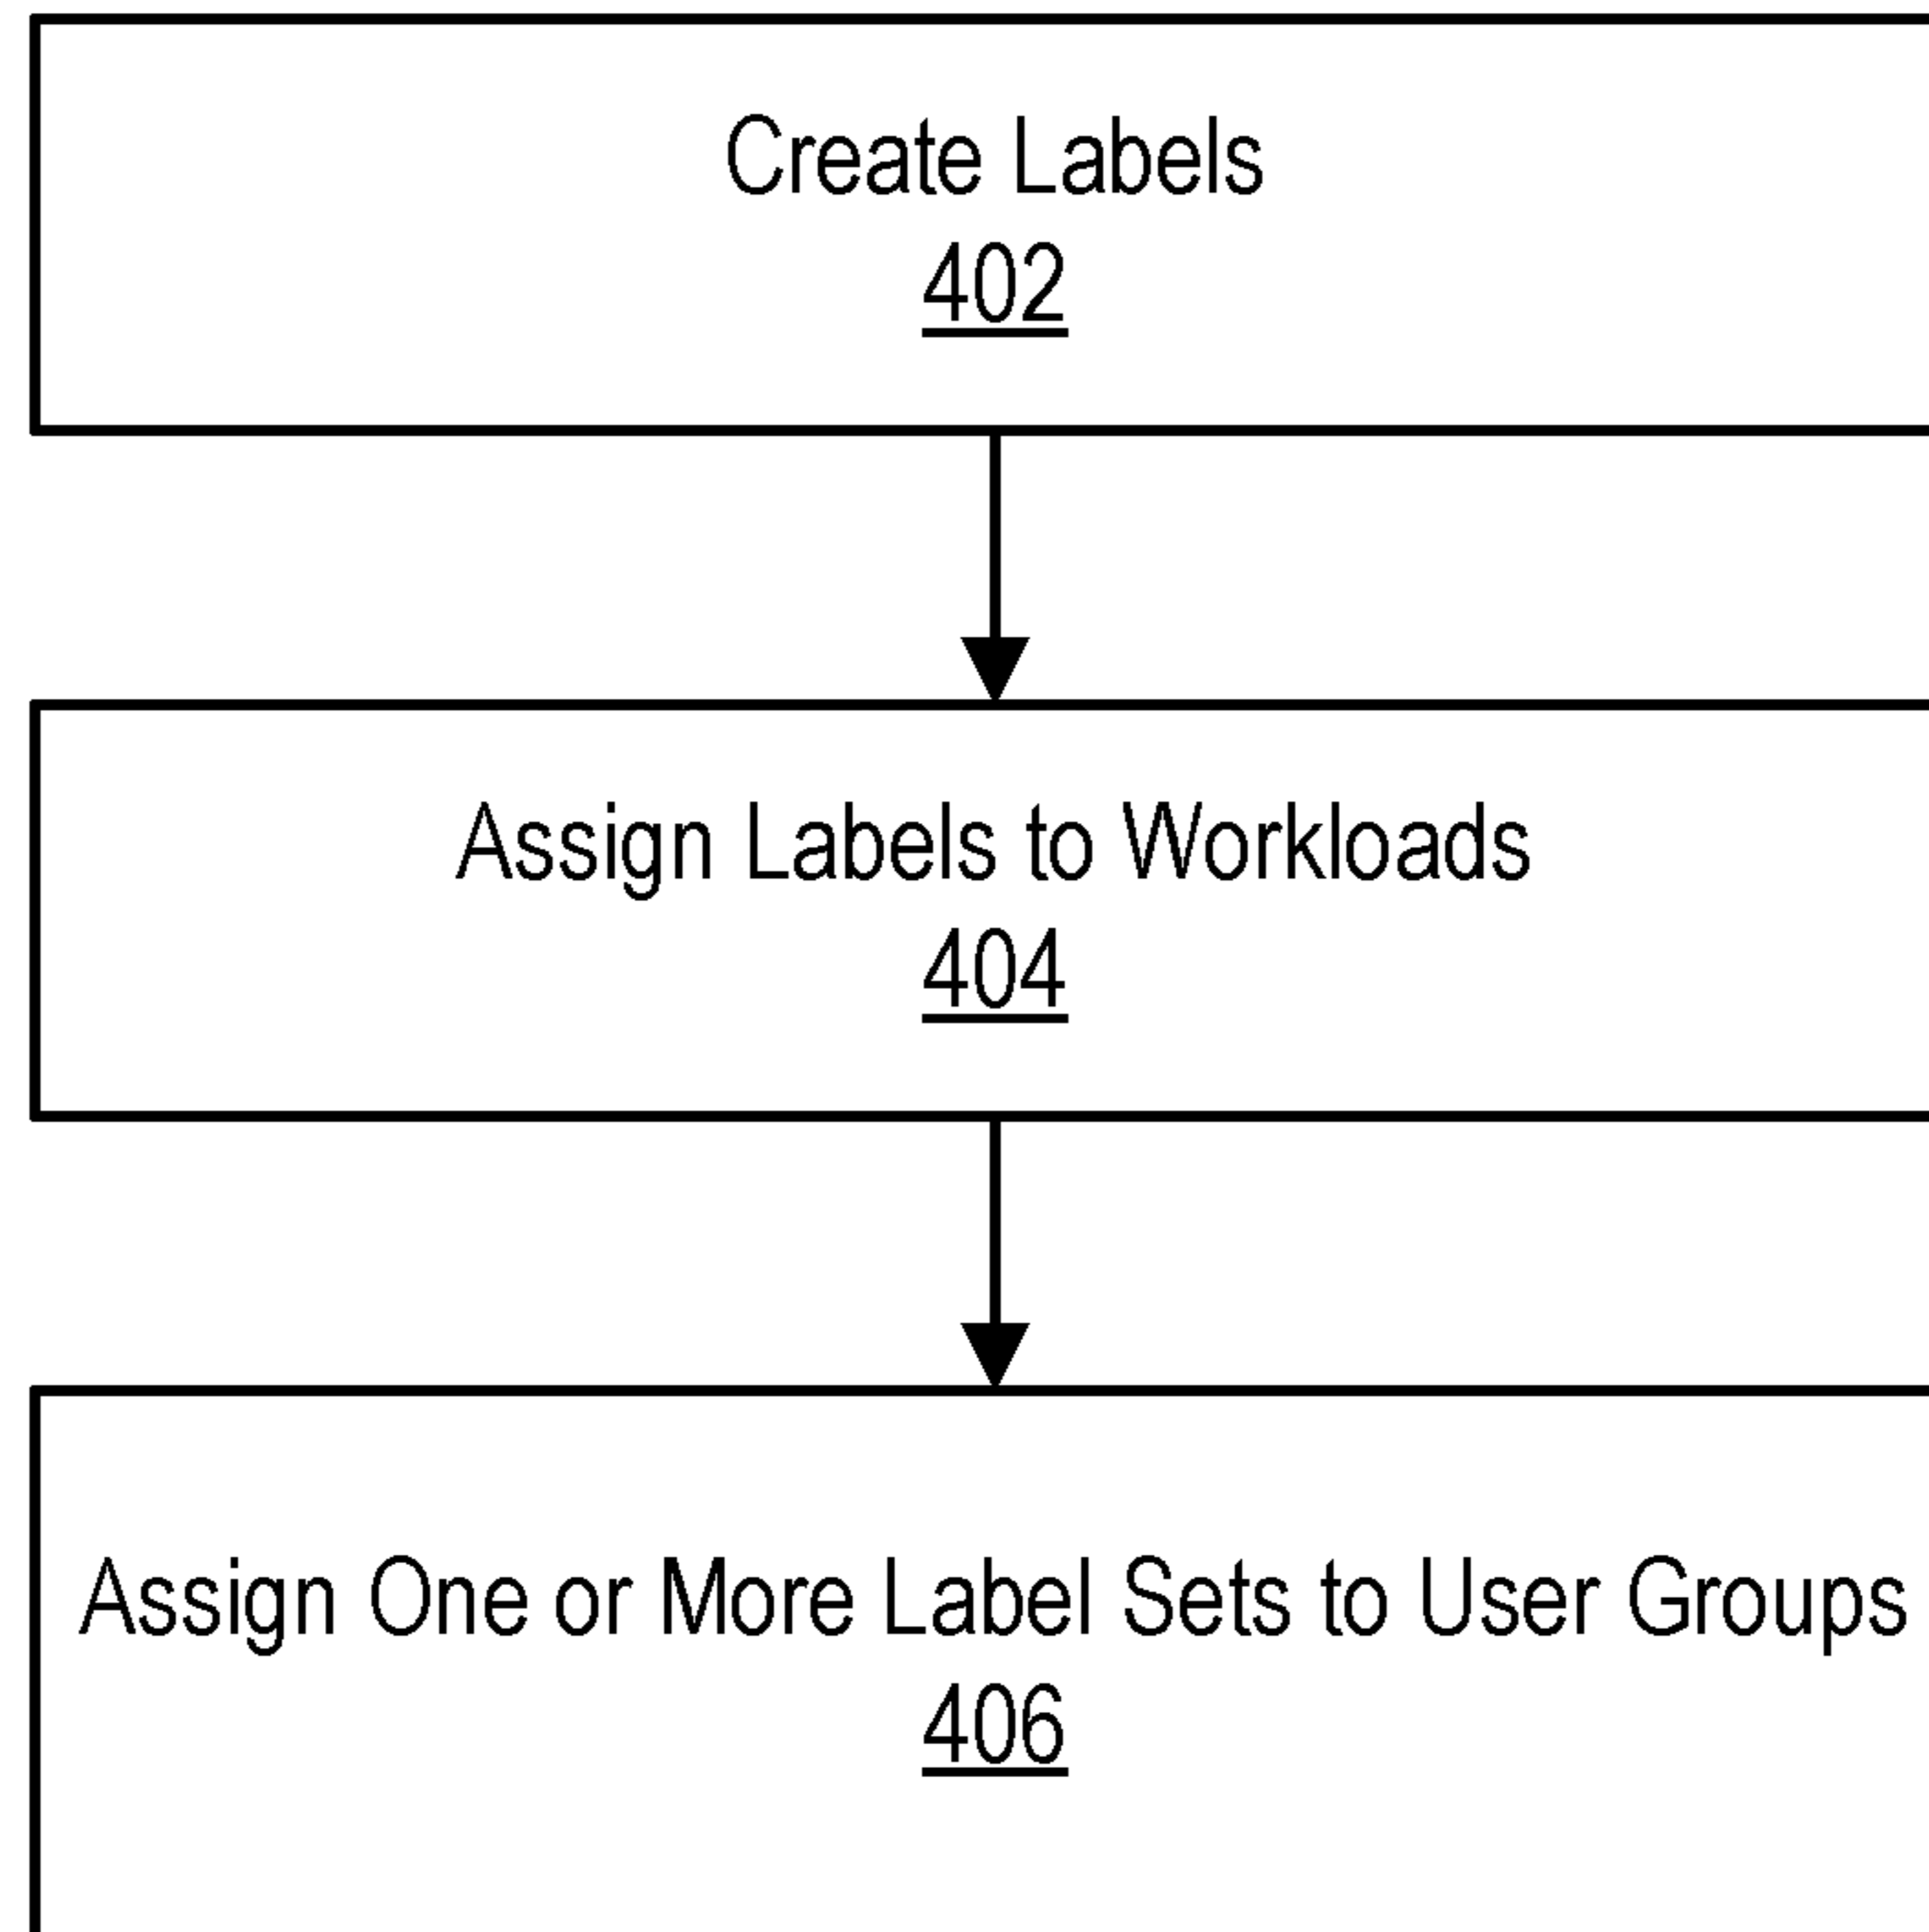 Create Labels
402
Assign Labels to Workloads
404
Assign One or More Label Sets to User Groups
406